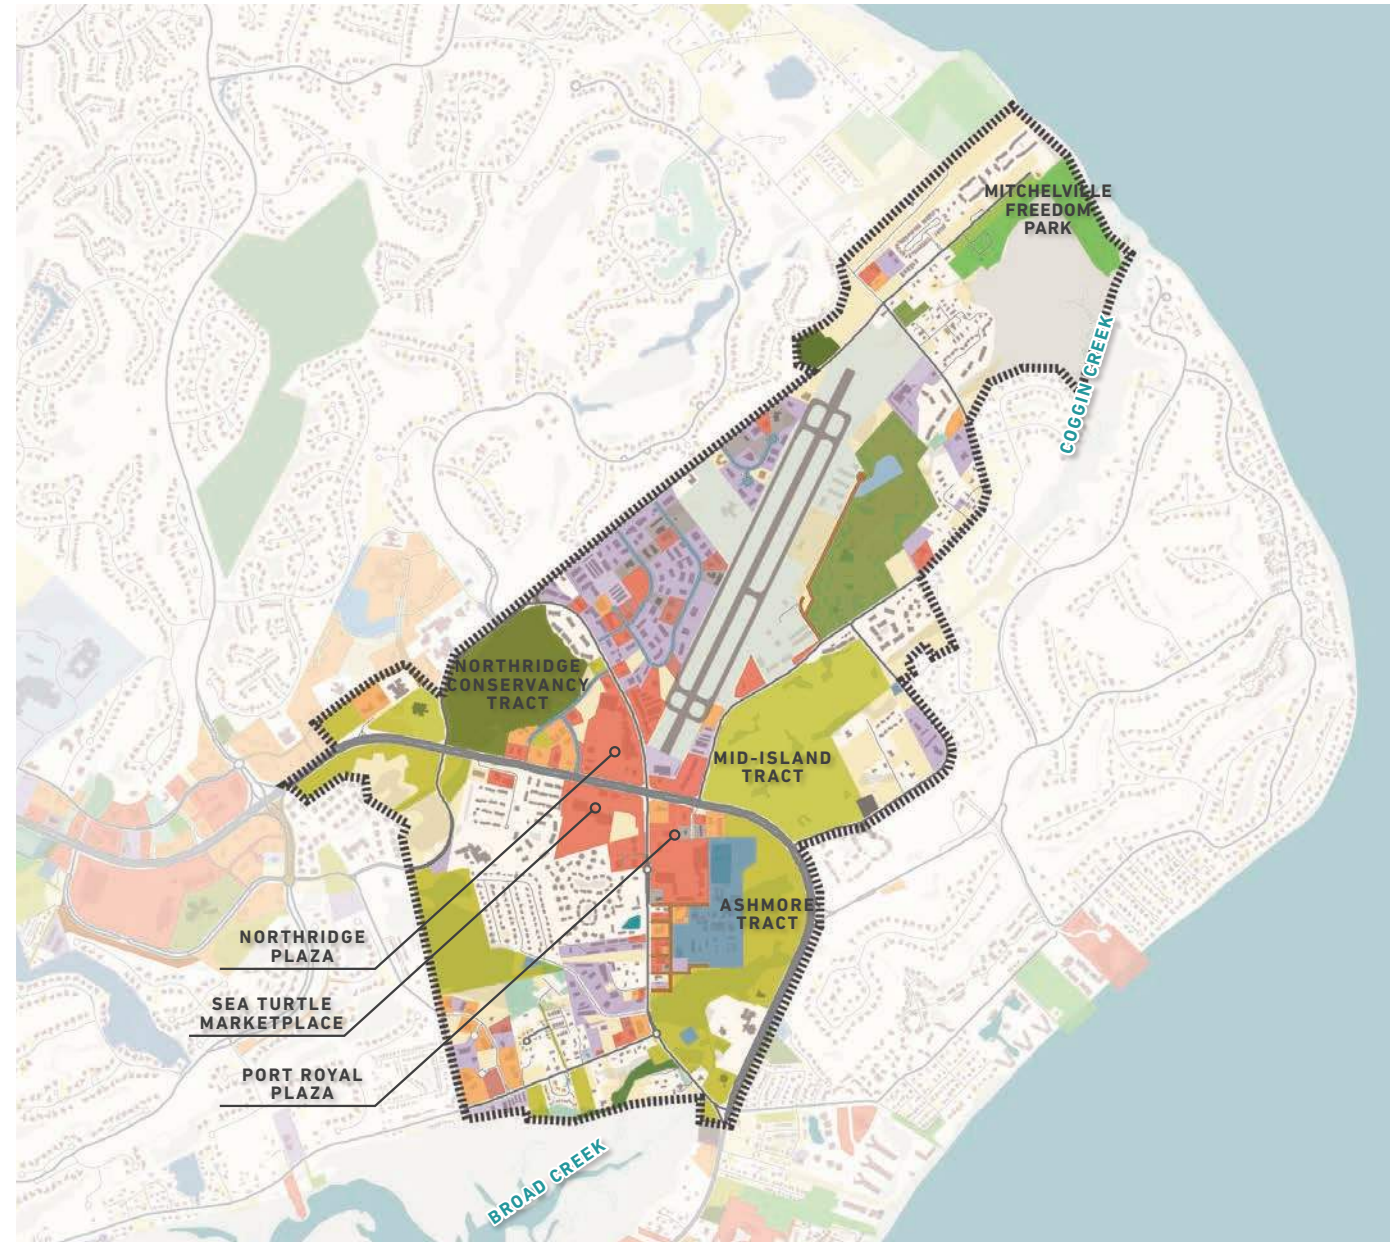 MITCHELVILLE
FREEDOM
PARK
COGGIN CREEK
NORTHRIDGE
CONSERVANCY
TRACT
MID-ISLAND
TRACT
ASHMORE
TRACT
NORTHRIDGE
PLAZA
SEA TURTLE
MARKETPLACE
PORT ROYAL
PLAZA
BROAD CREEK